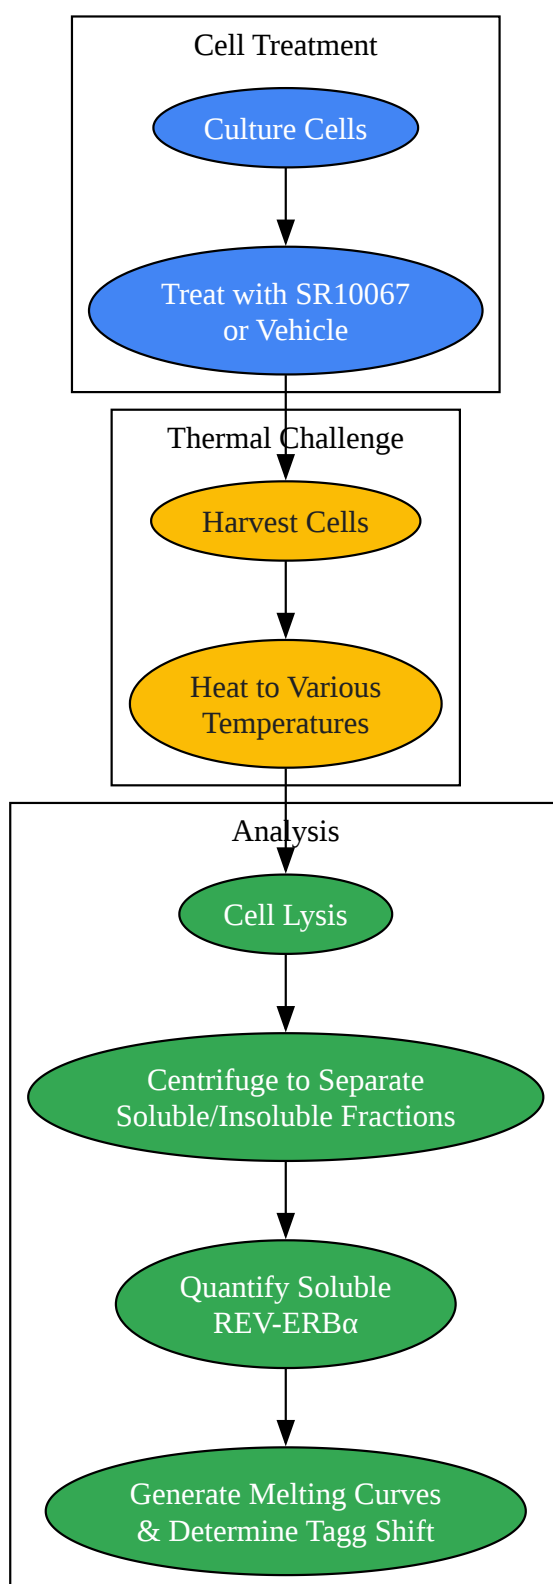 Cell Treatment
Culture Cells
Treat with SR10067
or Vehicle
Thermal Challenge
Harvest Cells
Heat to Various
Temperatures
Analysis
Cell Lysis
Centrifuge to Separate
Soluble/Insoluble Fractions
Quantify Soluble
REV-ERBα
Generate Melting Curves
& Determine Tagg Shift